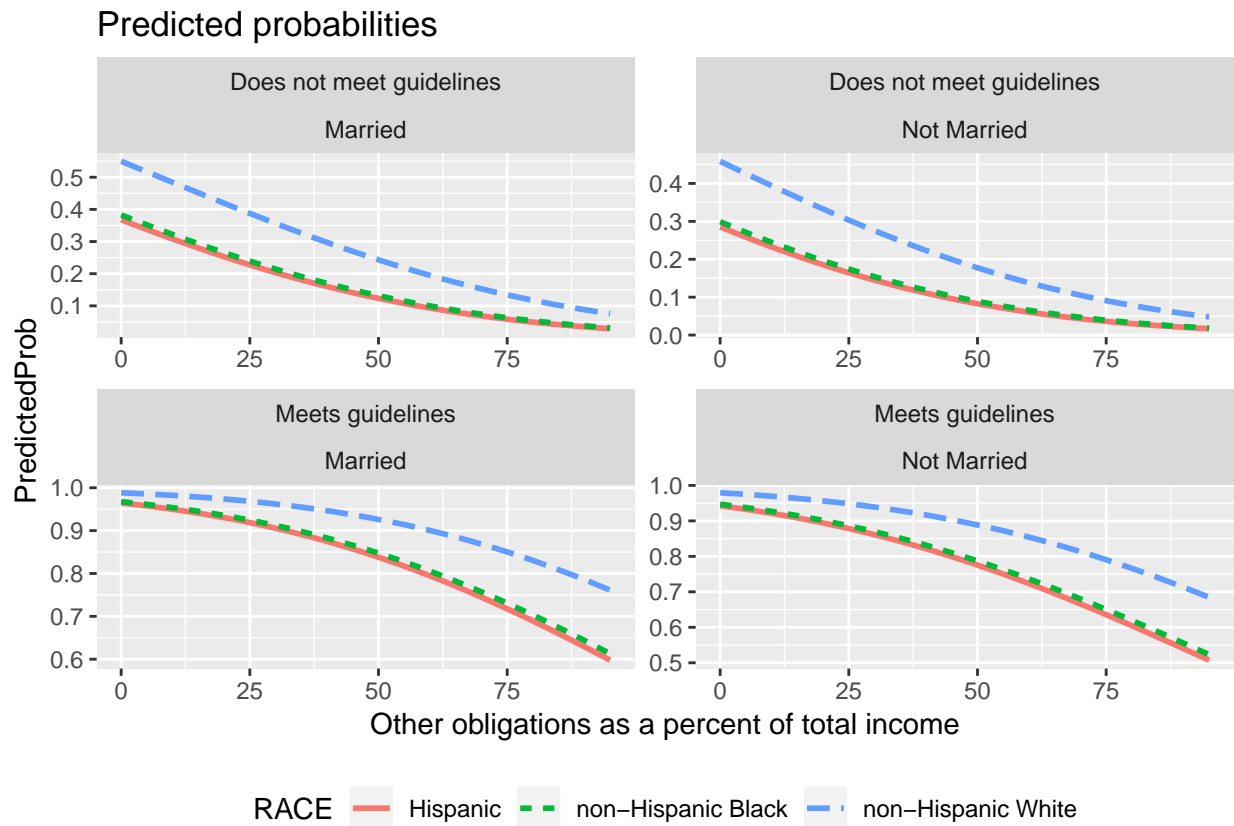 Predicted probabilities
Does not meet guidelines
Married
Does not meet guidelines
Not Married
0.5
0.4
0.3
0.2
0.1
0.4
0.3
0.2
0.1
0.0
0 25 50 75
0 25 50 75
Meets guidelines
Married
Meets guidelines
Not Married
1.0
0.9
0.8
0.7
0.6
1.0
0.9
0.8
0.7
0.6
0.5
0 25 50 75
0 25 50 75
PredictedProb
Other obligations as a percent of total income
RACE Hispanic non−Hispanic Black non−Hispanic White